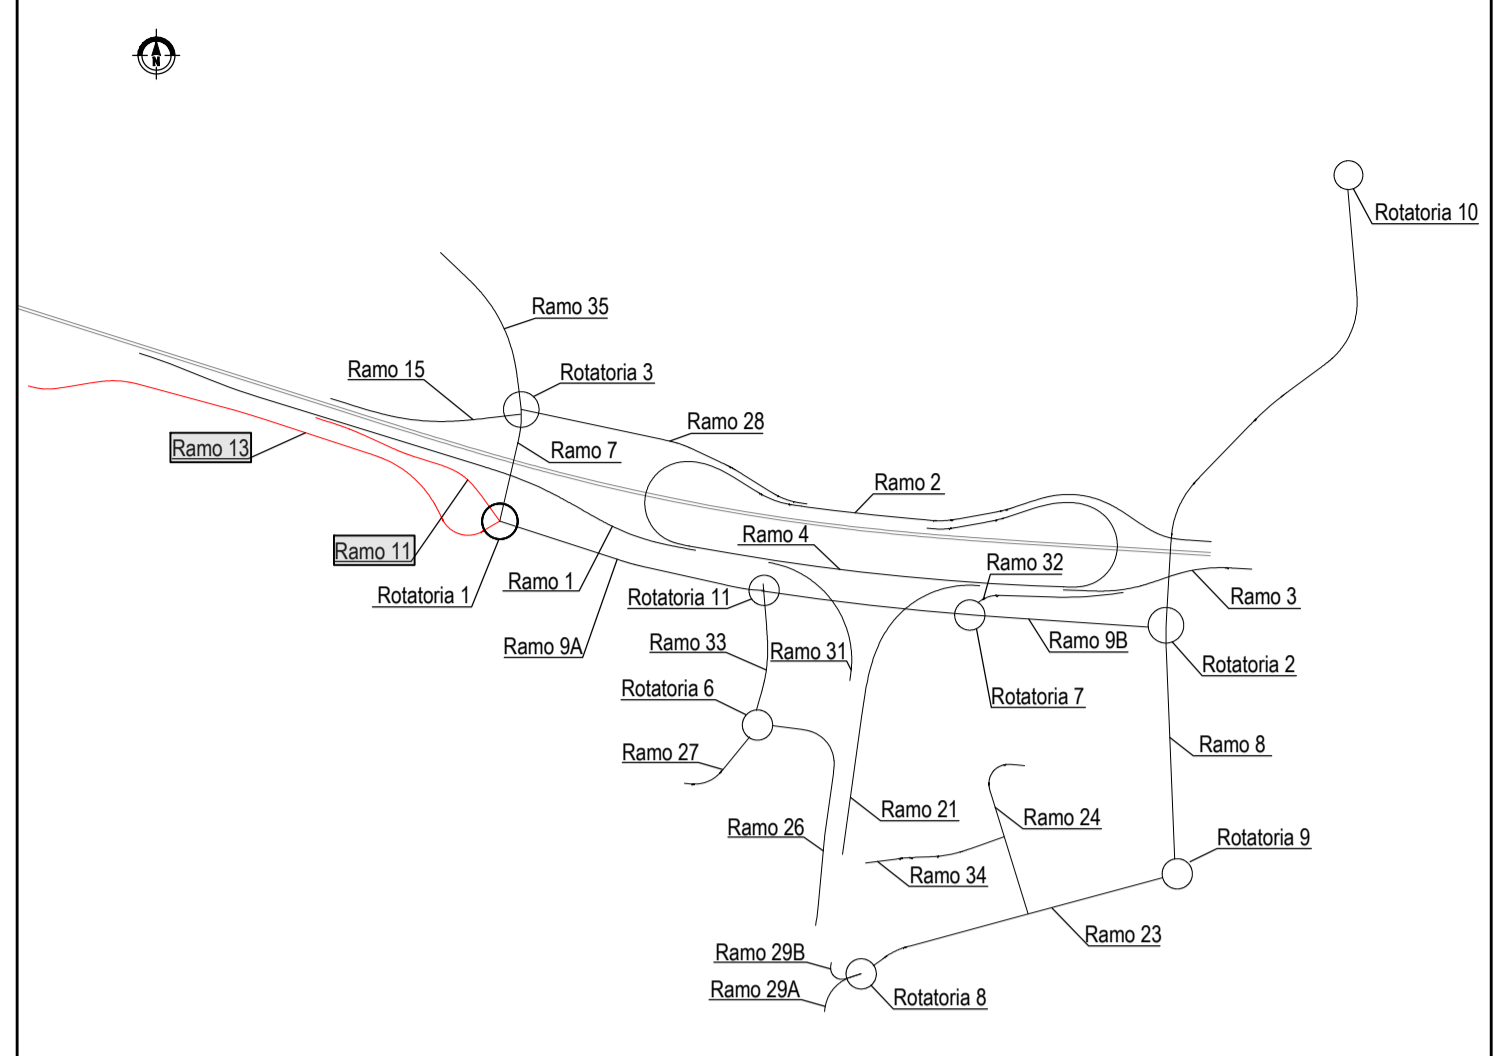 N
Rotatoria 10
Ramo 35
Ramo 15
Rotatoria 3
Ramo 28
Ramo 13
Ramo 7
Ramo 2
Ramo 4
Ramo 11
Ramo 32
Ramo 1
Rotatoria 1
Rotatoria 11
Ramo 3
Ramo 9A
Ramo 33
Ramo 31
Ramo 9B
Rotatoria 2
Rotatoria 6
Rotatoria 7
Ramo 27
Ramo 8
Ramo 21
Ramo 24
Ramo 26
Rotatoria 9
Ramo 34
Ramo 23
Ramo 29B
Ramo 29A
Rotatoria 8